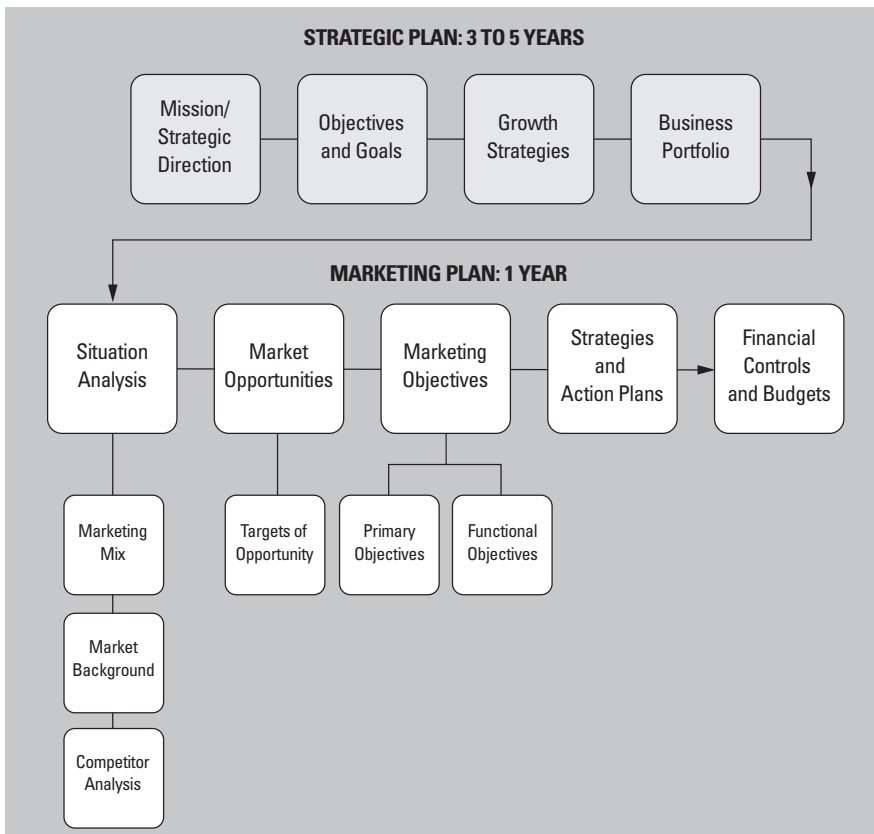 STRATEGIC PLAN: 3 TO 5 YEARS
Mission/
Strategic
Direction
Objectives
and Goals
Growth
Strategies
Business
Portfolio
MARKETING PLAN: 1 YEAR
Situation
Analysis
Market
Opportunities
Marketing
Objectives
Strategies
and
Action Plans
Financial
Controls
and Budgets
Marketing
Mix
Targets of
Opportunity
Primary
Objectives
Functional
Objectives
Market
Background
Competitor
Analysis